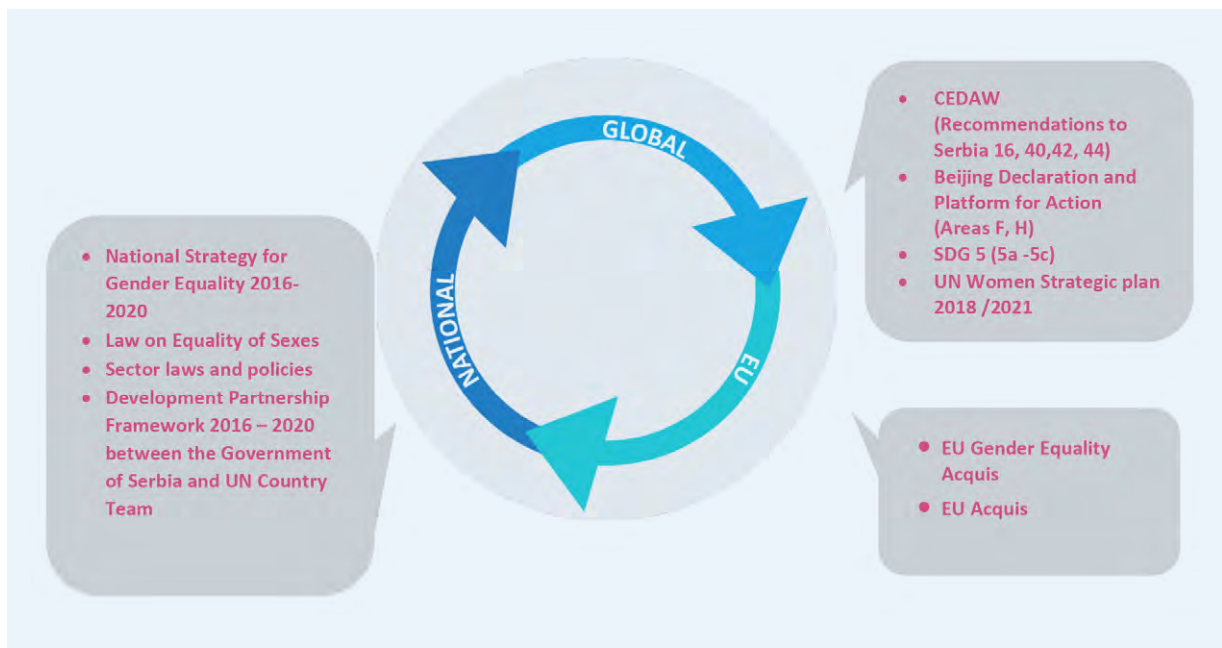 GLOBAL
EU
NATIONAL
• CEDAW
(Recommendations to
Serbia 16, 40,42, 44)
• Beijing Declaration and
Platform for Action
(Areas F, H)
• SDG 5 (5a -5c)
• UN Women Strategic plan
2018 /2021
• EU Gender Equality
Acquis
• EU Acquis
• National Strategy for
Gender Equality 2016-
2020
• Law on Equality of Sexes
• Sector laws and policies
• Development Partnership
Framework 2016 – 2020
between the Government
of Serbia and UN Country
Team